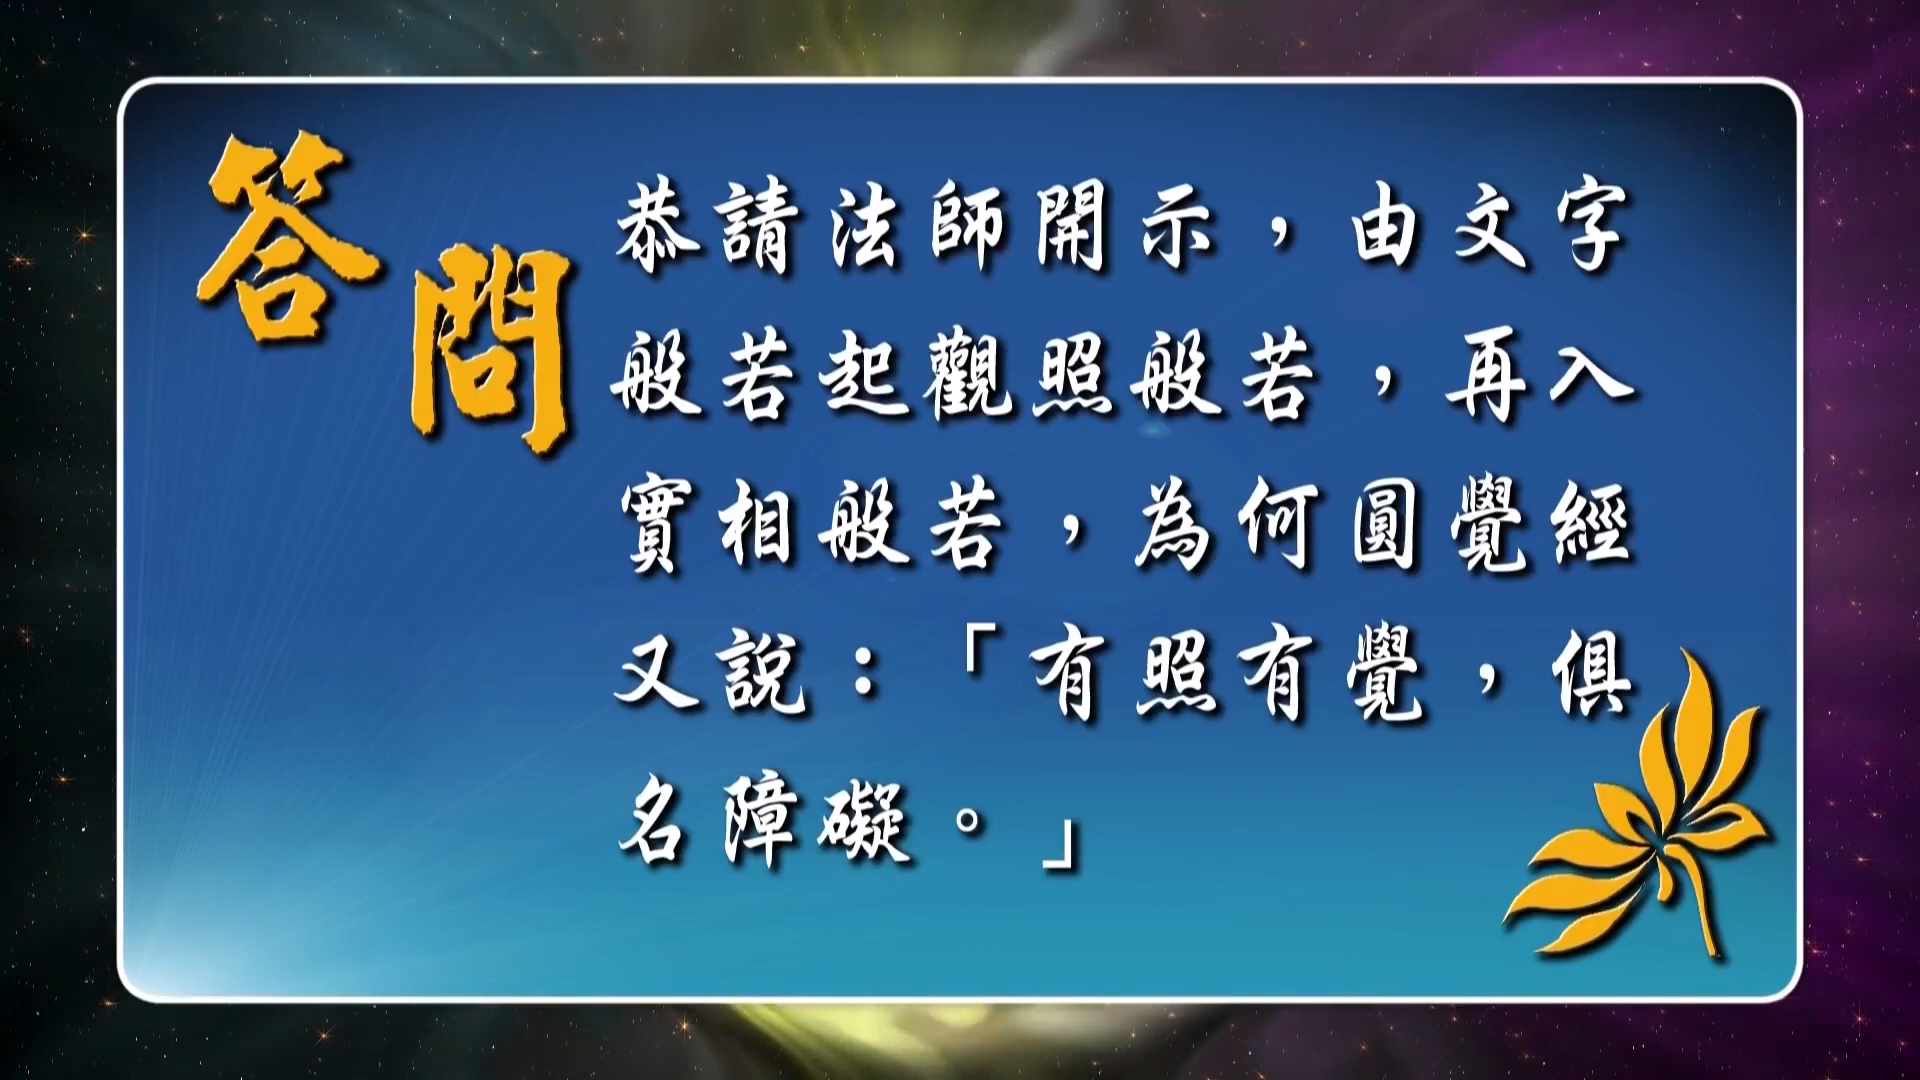 答問
恭請法師開示，由文字
般若起觀照般若，再入
實相般若，為何圓覺經
又說：「有照有覺，俱
名障礙。」